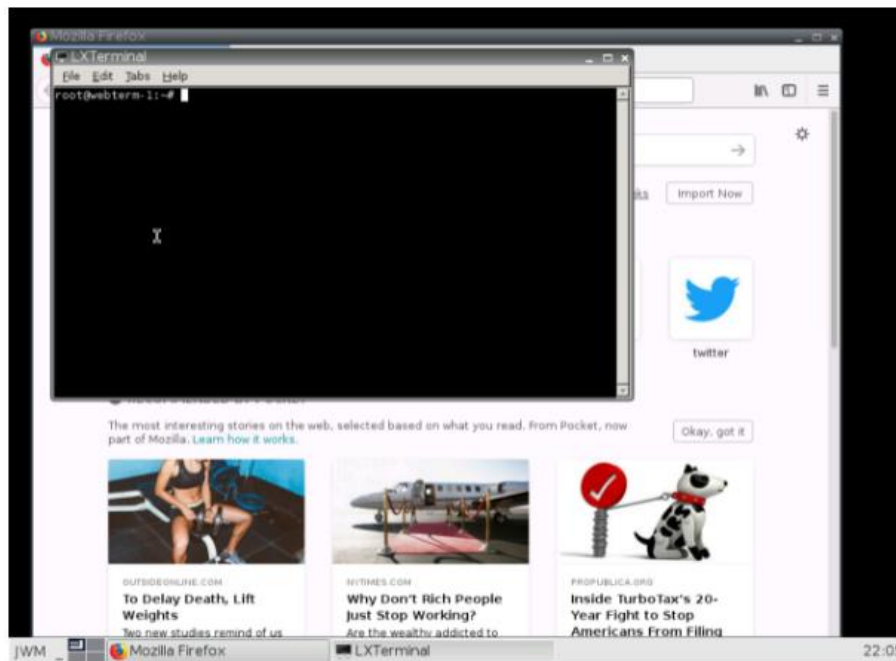 Mozilla Firefox
LXTerminal
File Edit Tabs Help
root@webterm-1:~#
Import Now
twitter
The most interesting stories on the web, selected based on what you read. From Pocket, now
part of Mozilla. Learn how it works.
Okay, got it
OUTSIDEONLINE.COM
To Delay Death, Lift
Weights
Two new studies remind of us
NYTIMES.COM
Why Don't Rich People
Just Stop Working?
Are the wealthy addicted to
PROPUBLICA.ORG
Inside TurboTax's 20-
Year Fight to Stop
Americans From Filing
JWM
Mozilla Firefox
LXTerminal